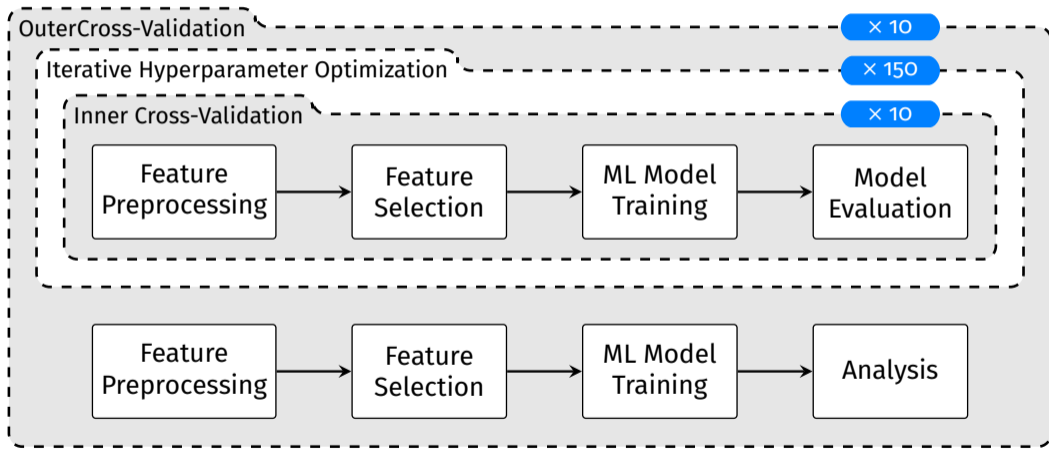 OuterCross-Validation
× 10
Iterative Hyperparameter Optimization
× 150
Inner Cross-Validation
× 10
Feature
Preprocessing
Feature
Selection
ML Model
Training
Model
Evaluation
Feature
Preprocessing
Feature
Selection
ML Model
Training
Analysis